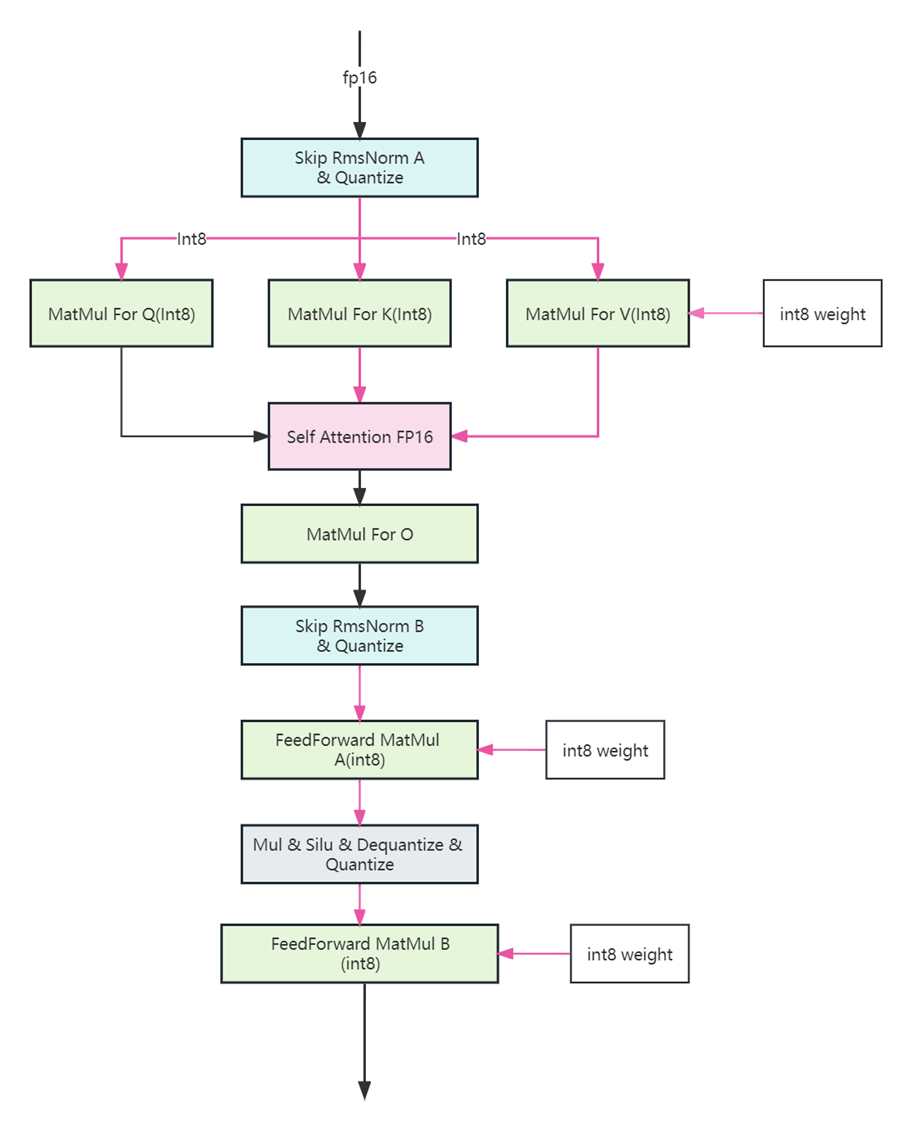 fp16
Skip RmsNorm A
& Quantize
Int8
Int8
MatMul For Q(Int8)
MatMul For K(Int8)
MatMul For V(Int8)
int8 weight
Self Attention FP16
MatMul For O
Skip RmsNorm B
& Quantize
FeedForward MatMul
A(int8)
int8 weight
Mul & Silu & Dequantize &
Quantize
FeedForward MatMul B
(int8)
int8 weight